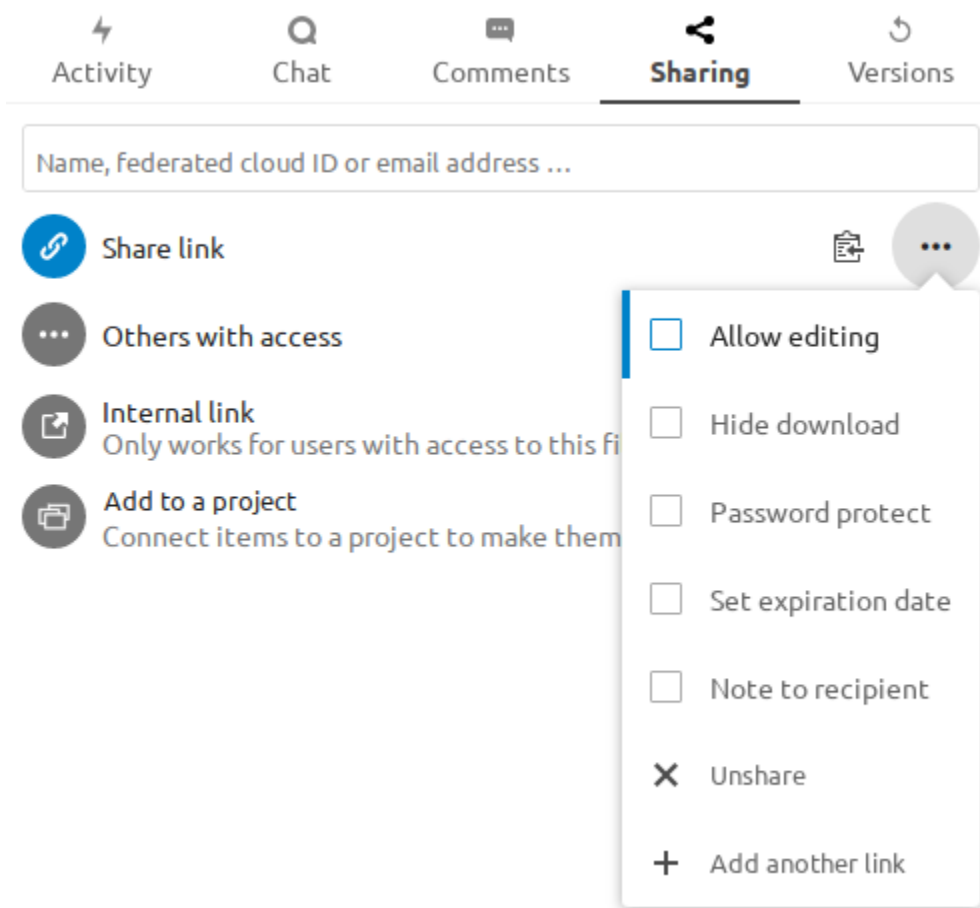 Activity
Chat
Comments
Sharing
Versions
Name, federated cloud ID or email address ...
Share link
Others with access
Internal link
Only works for users with access to this fi
Add to a project
Connect items to a project to make them
Allow editing
Hide download
Password protect
Set expiration date
Note to recipient
Unshare
Add another link